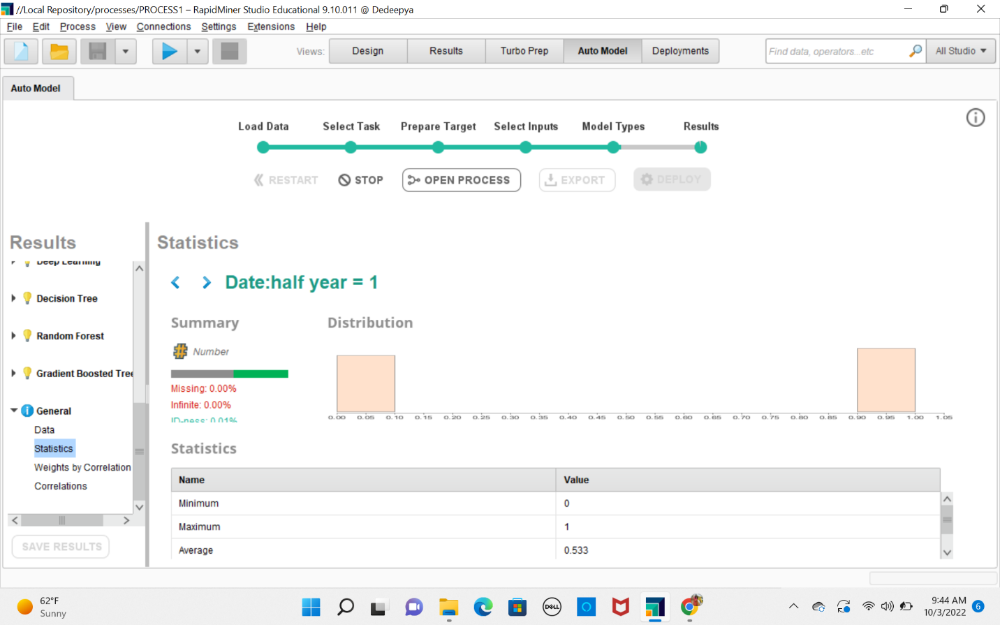 //Local Repository/processes/PROCESS1 – RapidMiner Studio Educational 9.10.011 @ Dedeepya
File Edit Process View Connections Settings Extensions Help
Views: Design Results Turbo Prep Auto Model Deployments
Find data, operators...etc All Studio
Auto Model
Load Data Select Task Prepare Target Select Inputs Model Types Results
RESTART STOP OPEN PROCESS EXPORT DEPLOY
Results
Deep Learning
Decision Tree
Random Forest
Gradient Boosted Tree
General
Data
Statistics
Weights by Correlation
Correlations
SAVE RESULTS
Statistics
Date:half year = 1
Summary
Number
Missing: 0.00%
Infinite: 0.00%
ID-ness: 0.01%
Distribution
0.00 0.05 0.10 0.15 0.20 0.25 0.30 0.35 0.40 0.45 0.50 0.55 0.60 0.65 0.70 0.75 0.80 0.85 0.90 0.95 1.00 1.05
Statistics
Name Value
Minimum 0
Maximum 1
Average 0.533
62°F
Sunny
DELL
9:44 AM
10/3/2022
6